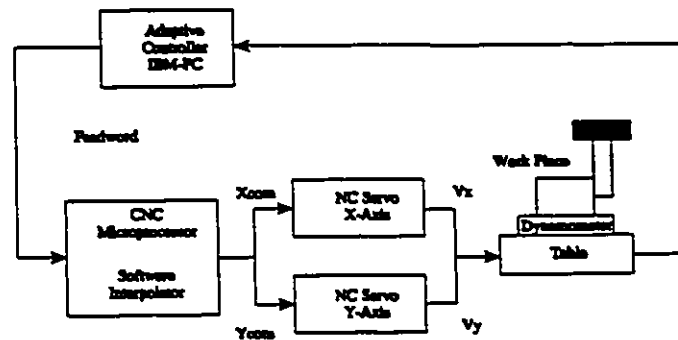 Adaptive
Controller
IBM-PC
Feedword
Work Piece
Xcom
NC Servo
X-Axis
Vx
CNC
Microprocessor
Dynamometer
Table
Software
Interpolator
NC Servo
Y-Axis
Ycom
Vy